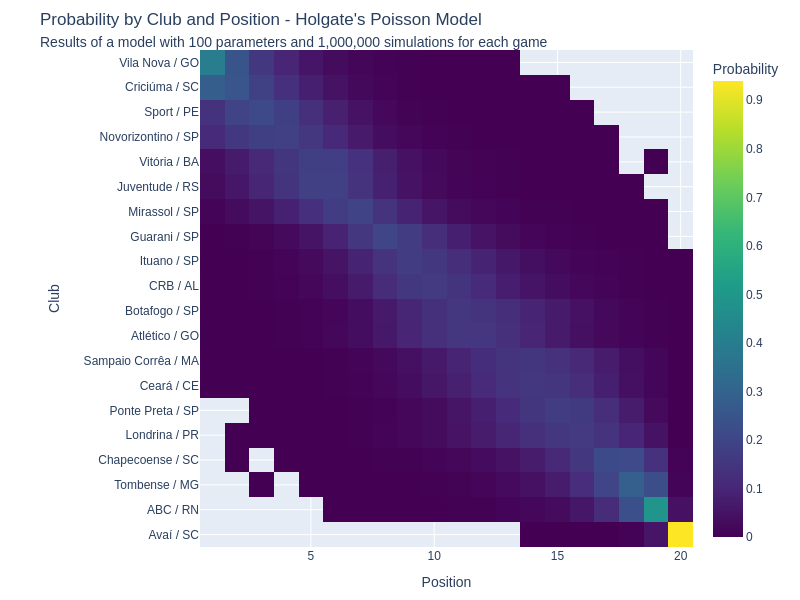 Probability by Club and Position - Holgate's Poisson Model
Results of a model with 100 parameters and 1,000,000 simulations for each game
Probability
Club
Vila Nova / GO
Criciúma / SC
Sport / PE
Novorizontino / SP
Vitória / BA
Juventude / RS
Mirassol / SP
Guarani / SP
Ituano / SP
CRB / AL
Botafogo / SP
Atlético / GO
Sampaio Corrêa / MA
Ceará / CE
Ponte Preta / SP
Londrina / PR
Chapecoense / SC
Tombense / MG
ABC / RN
Avaí / SC
5
10
15
20
Position
0.9
0.8
0.7
0.6
0.5
0.4
0.3
0.2
0.1
0